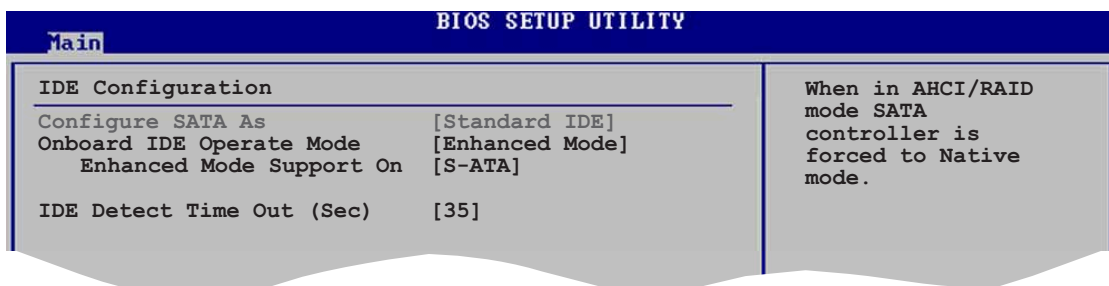 BIOS SETUP UTILITY
Main
IDE Configuration
Configure SATA As [Standard IDE]
Onboard IDE Operate Mode [Enhanced Mode]
Enhanced Mode Support On [S-ATA]
IDE Detect Time Out (Sec) [35]
When in AHCI/RAID
mode SATA
controller is
forced to Native
mode.